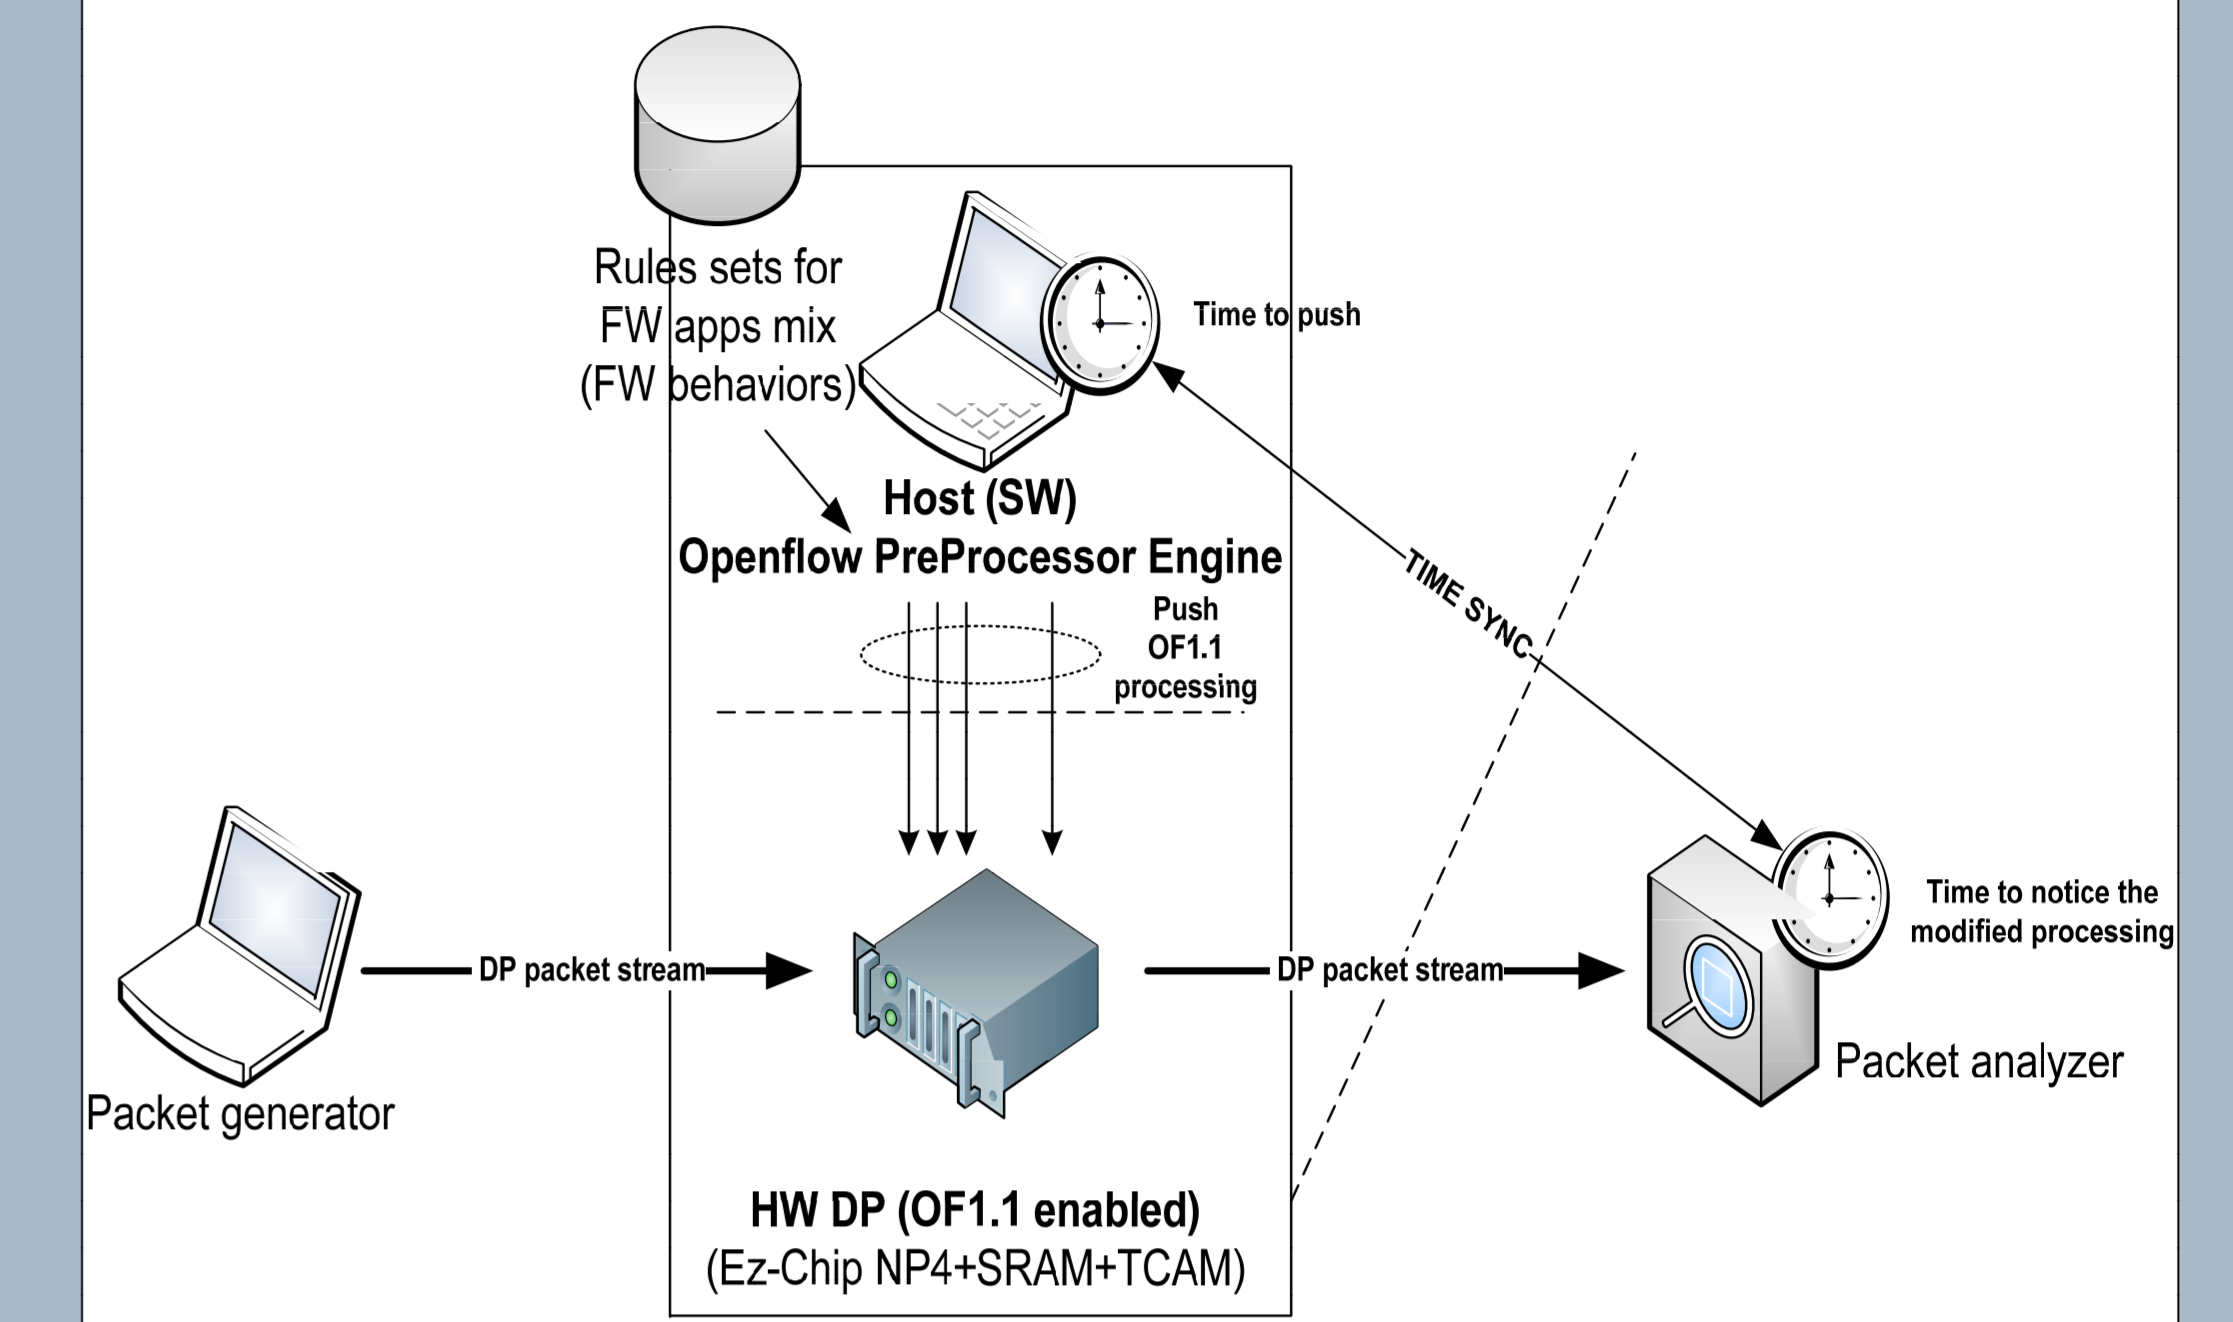 Rules sets for
FW apps mix
(FW behaviors)
Time to push
Host (SW)
Openflow PreProcessor Engine
Push
OF1.1
processing
TIME SYNC
DP packet stream
DP packet stream
Time to notice the
modified processing
Packet analyzer
Packet generator
HW DP (OF1.1 enabled)
(Ez-Chip NP4+SRAM+TCAM)